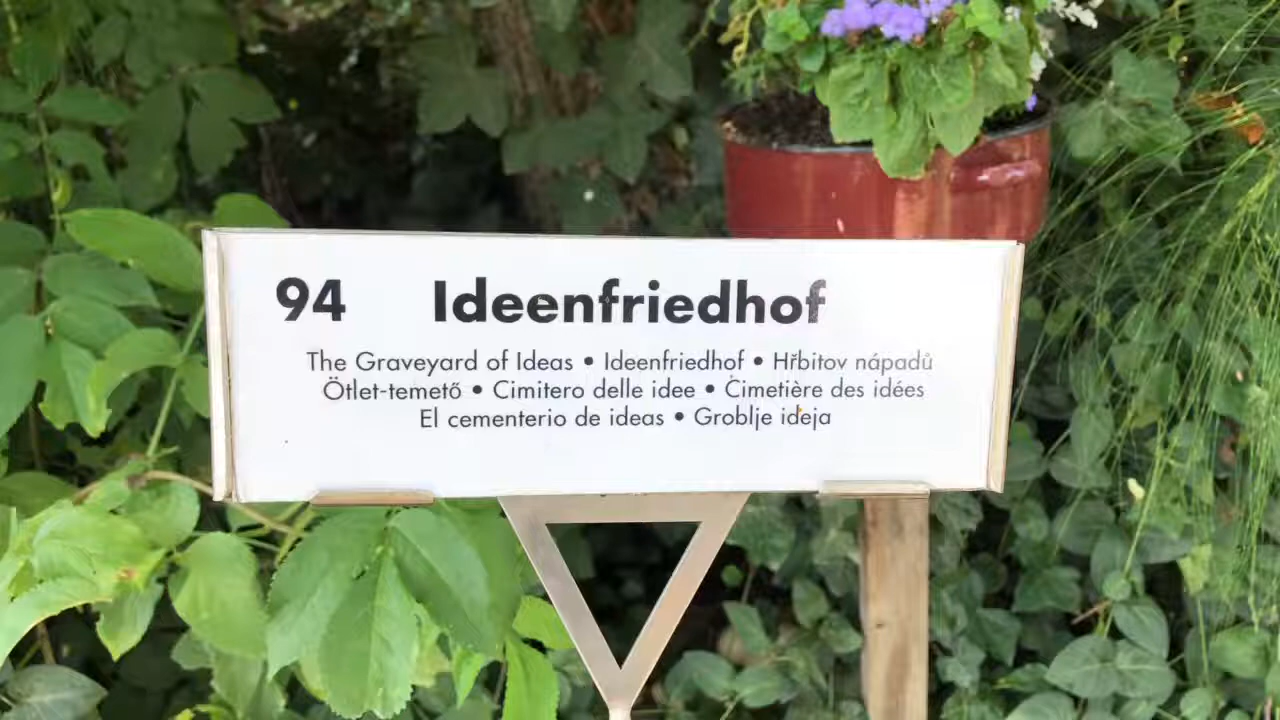 94 Ideenfriedhof
The Graveyard of Ideas • Ideenfriedhof • Hřbitov nápadů
Ötlet-temető • Cimitero delle idee • Cimetière des idées
El cementerio de ideas • Groblje ideja